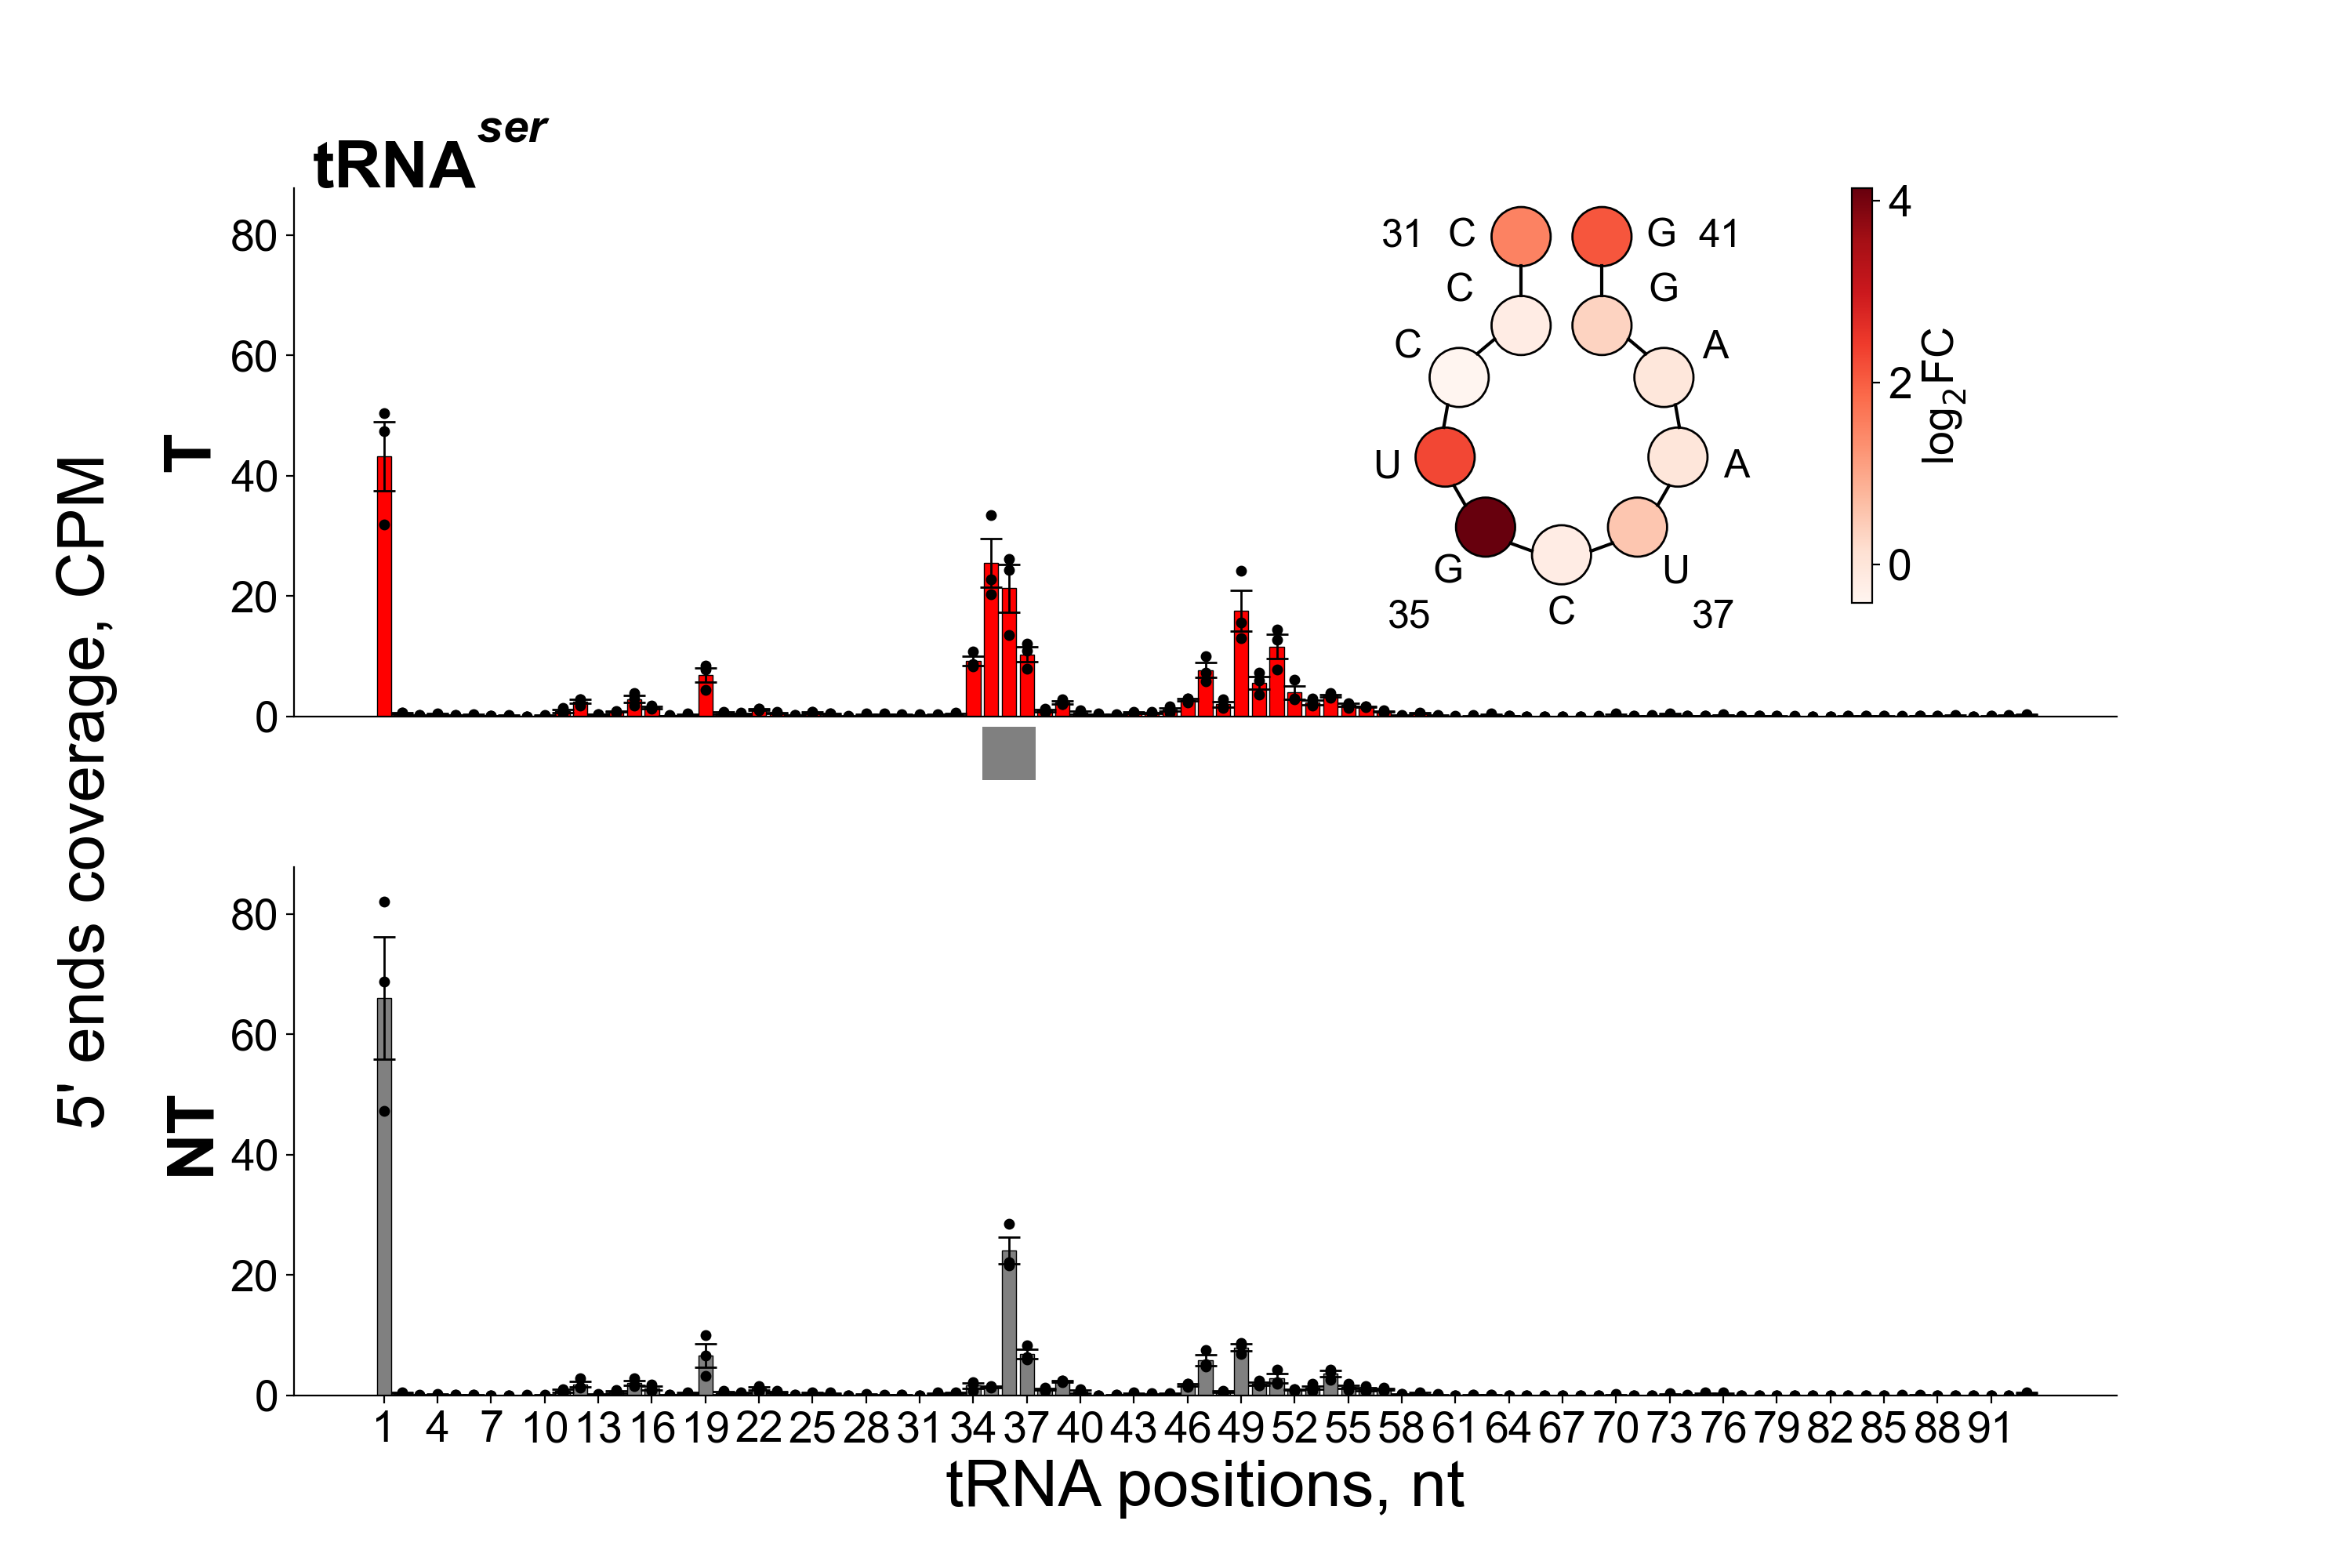 tRNAser
5' ends coverage, CPM
T
80
60
40
20
0
31 C G 41
C G
C A
U A
G U
C
35 37
4
2
0
log2FC
NT
80
60
40
20
0
1 4 7 10 13 16 19 22 25 28 31 34 37 40 43 46 49 52 55 58 61 64 67 70 73 76 79 82 85 88 91
tRNA positions, nt